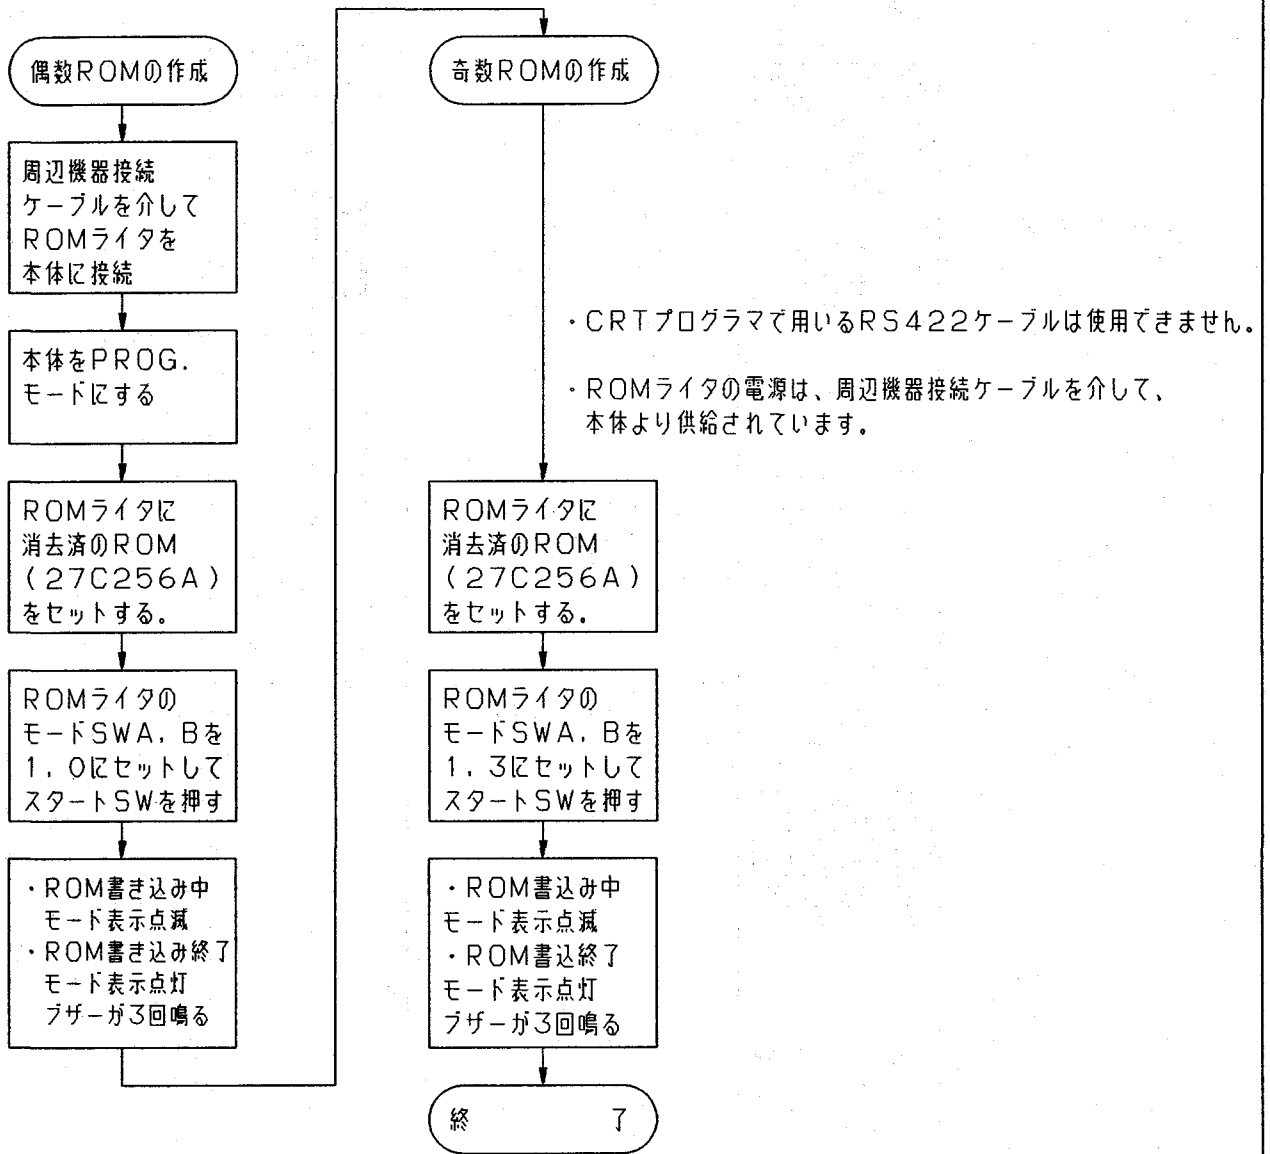 偶数ROMの作成
周辺機器接続
ケーブルを介して
ROMライタを
本体に接続
本体をPROG.
モードにする
ROMライタに
消去済のROM
(27C256A)
をセットする。
ROMライタの
モードSWA,Bを
1,0にセットして
スタートSWを押す
・ROM書き込み中
モード表示点滅
・ROM書き込み終了
モード表示点灯
ブザーが3回鳴る
奇数ROMの作成
ROMライタに
消去済のROM
(27C256A)
をセットする。
ROMライタの
モードSWA,Bを
1,3にセットして
スタートSWを押す
・ROM書込み中
モード表示点滅
・ROM書込終了
モード表示点灯
ブザーが3回鳴る
終 了
・CRTプログラマで用いるRS422ケーブルは使用できません。
・ROMライタの電源は、周辺機器接続ケーブルを介して、
本体より供給されています。